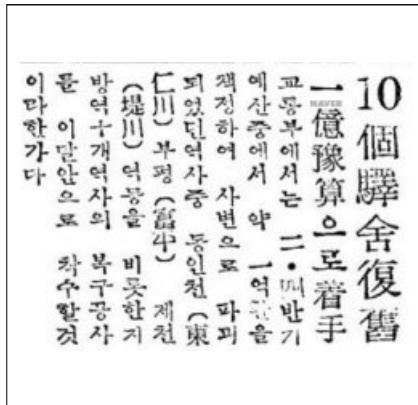 10個驛舍復舊
一億豫算으로着手
교통부에서는 二・四반기
예산중에서 약 一억환을
책정하여 사변으로 파괴
되었던역사중 동인천(東
仁川) 부평(富平) 제천
(堤川) 역등을 비롯한지
방역十개역사의 복구공사
를 이달안으로 착수할것
이다한가다
NAVER